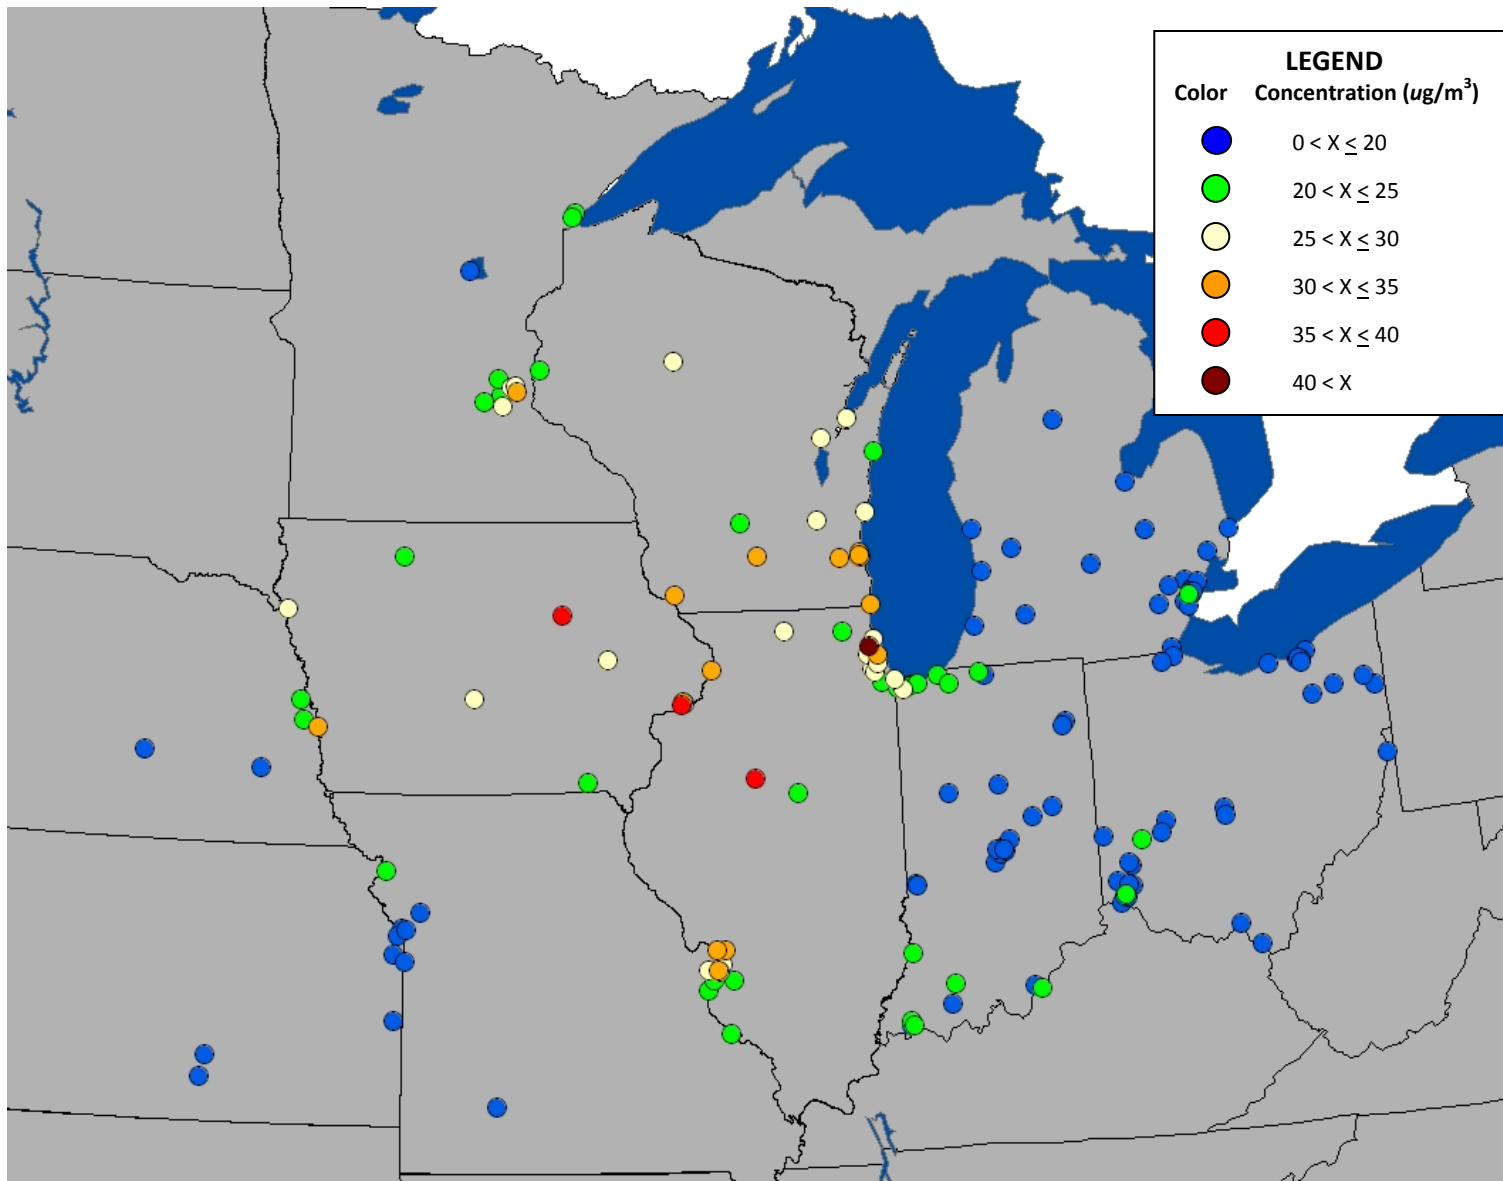 LEGEND
Color Concentration (ug/m³)
0 < X ≤ 20
20 < X ≤ 25
25 < X ≤ 30
30 < X ≤ 35
35 < X ≤ 40
40 < X